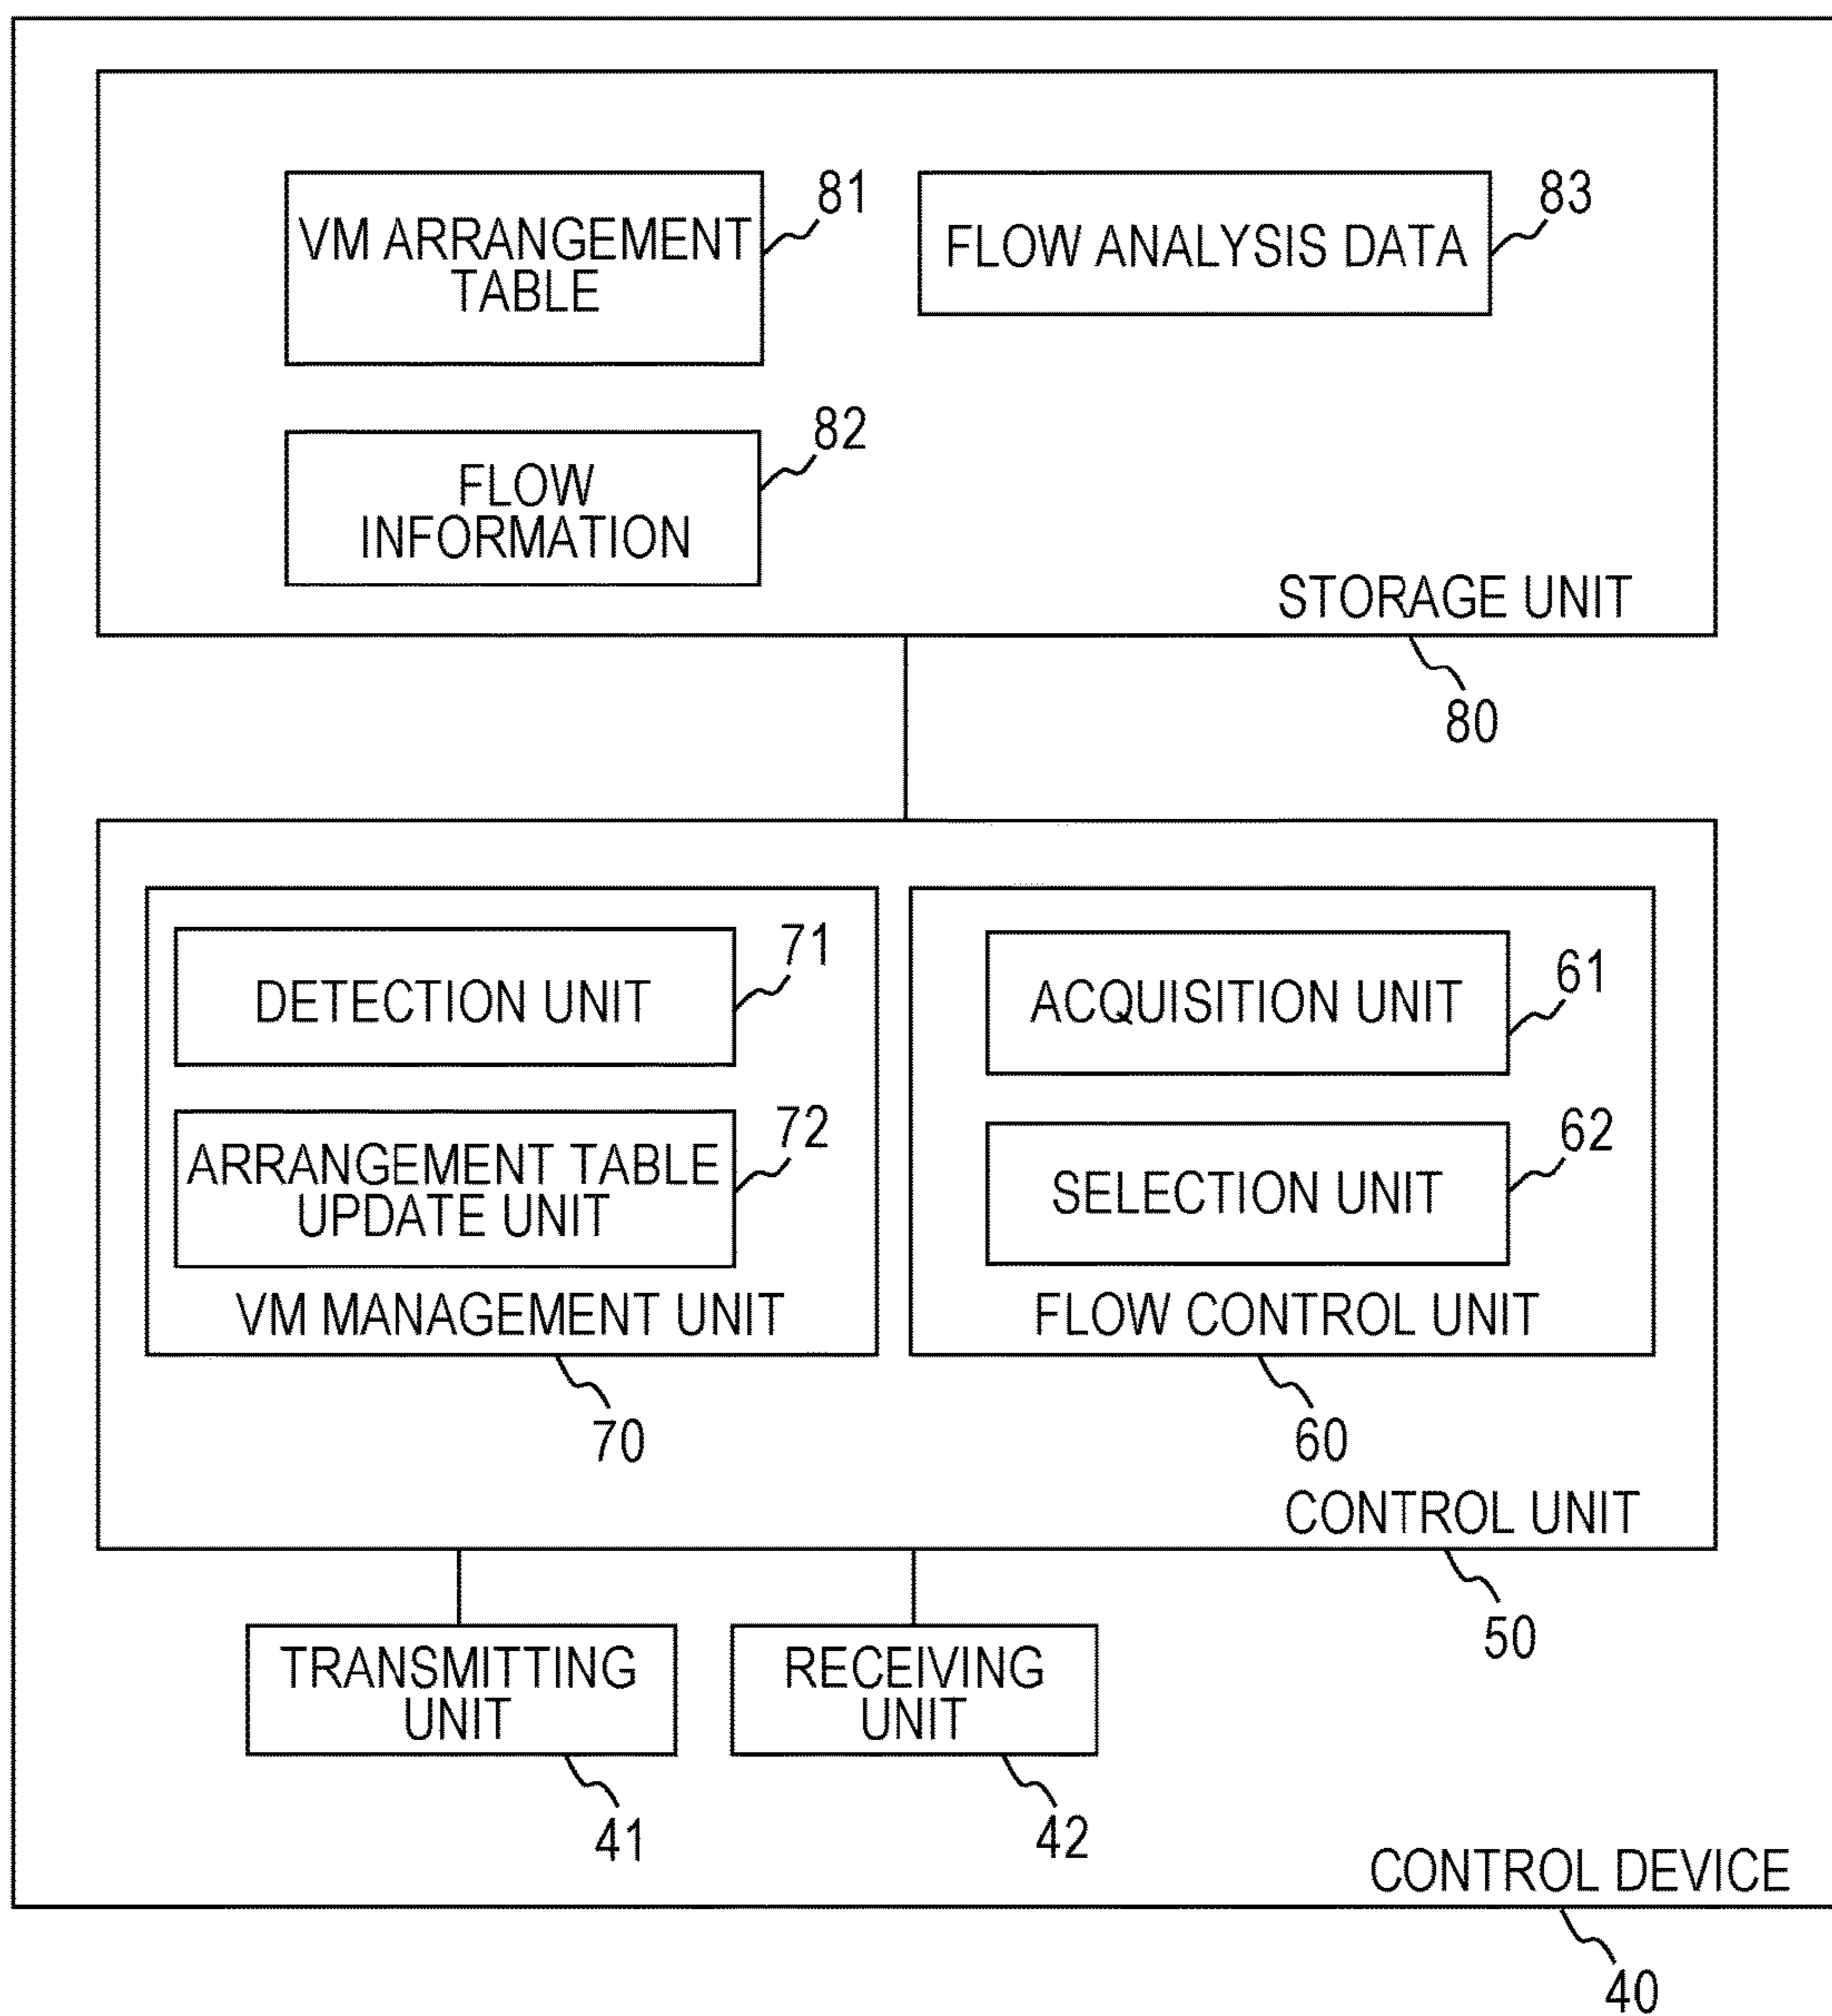 VM ARRANGEMENT
TABLE
81
FLOW ANALYSIS DATA
83
FLOW
INFORMATION
82
STORAGE UNIT
80
DETECTION UNIT
71
ARRANGEMENT TABLE
UPDATE UNIT
72
VM MANAGEMENT UNIT
70
ACQUISITION UNIT
61
SELECTION UNIT
62
FLOW CONTROL UNIT
60
CONTROL UNIT
50
TRANSMITTING
UNIT
41
RECEIVING
UNIT
42
CONTROL DEVICE
40